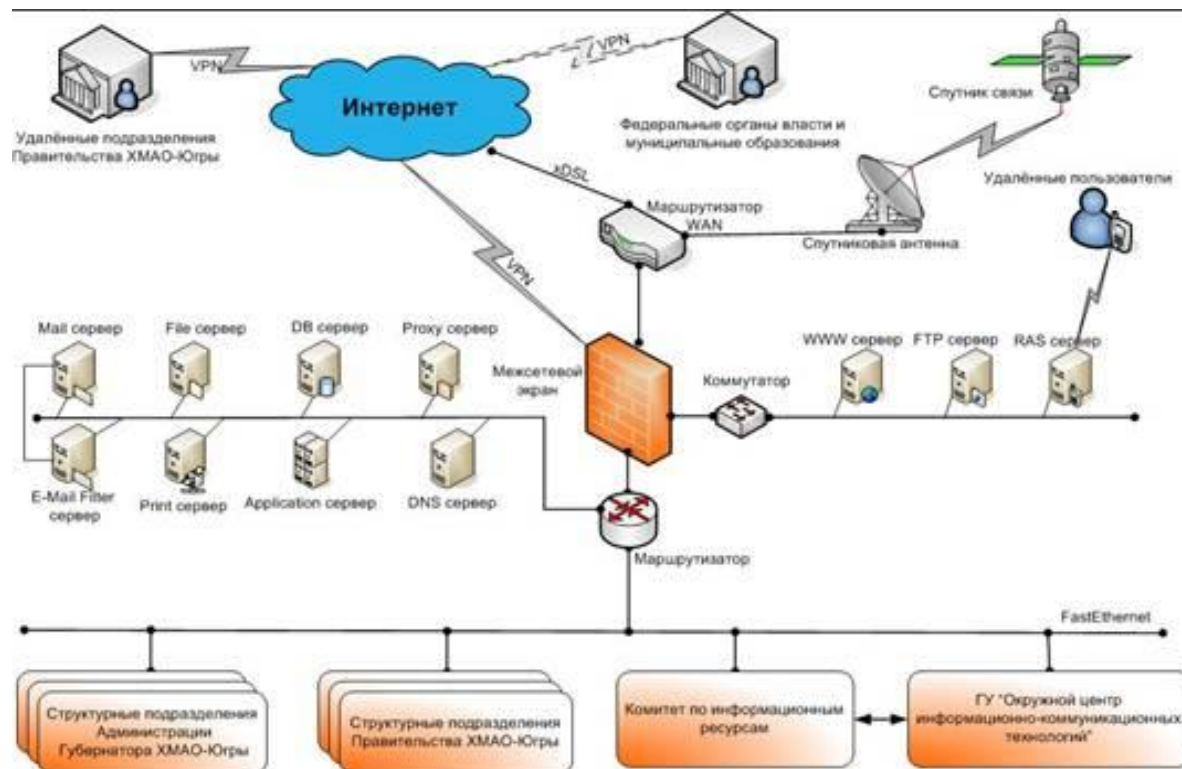 VPN
VPN
Интернет
Спутник связи
Удалённые подразделения
Правительства ХМАО-Югры
Федеральные органы власти и
муниципальные образования
xDSL
Удалённые пользователи
Маршрутизатор
WAN
Спутниковая антенна
VPN
Mail сервер
File сервер
DB сервер
Proxy сервер
Межсетевой
экран
Коммутатор
WWW сервер
FTP сервер
RAS сервер
E-Mail Filter
сервер
Print сервер
Application сервер
DNS сервер
Маршрутизатор
FastEthernet
Структурные подразделения
Администрации
Губернатора ХМАО-Югры
Структурные подразделения
Правительства ХМАО-Югры
Комитет по информационным
ресурсам
ГУ "Окружной центр
информационно-коммуникационных
технологий"